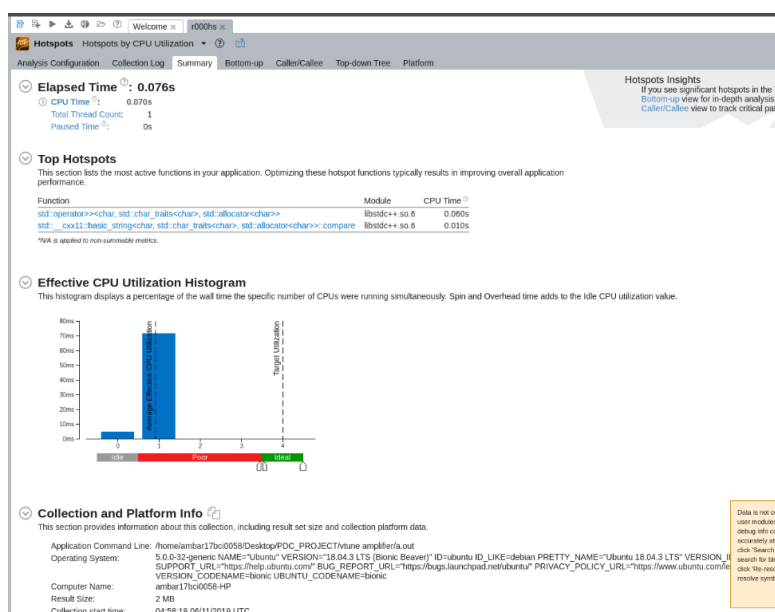 Welcome × r000hs ×
Hotspots Hotspots by CPU Utilization
Analysis Configuration Collection Log Summary Bottom-up Caller/Callee Top-down Tree Platform
Elapsed Time : 0.076s
CPU Time : 0.070s
Total Thread Count: 1
Paused Time : 0s
Hotspots Insights
If you see significant hotspots in the
Bottom-up view for in-depth analysis
Caller/Callee view to track critical
Top Hotspots
This section lists the most active functions in your application. Optimizing these hotspot functions typically results in improving overall application
performance.
Function Module CPU Time
std::operator>><char, std::char_traits<char>, std::allocator<char>> libstdc++.so.6 0.060s
std::__cxx11::basic_string<char, std::char_traits<char>, std::allocator<char>>::compare libstdc++.so.6 0.010s
*N/A is applied to non-summable metrics.
Effective CPU Utilization Histogram
This histogram displays a percentage of the wall time the specific number of CPUs were running simultaneously. Spin and Overhead time adds to the Idle CPU utilization value.
80ms
70ms
60ms
50ms
40ms
30ms
20ms
10ms
0ms
Average Effective CPU Utilization
Target Utilization
0 1 2 3 4
Idle Poor Ideal
Collection and Platform Info
This section provides information about this collection, including result set size and collection platform data.
Application Command Line: /home/ambar17bci0058/Desktop/PDC_PROJECT/vtune amplifier/a.out
Operating System: 5.0.0-32-generic NAME="Ubuntu" VERSION="18.04.3 LTS (Bionic Beaver)" ID=ubuntu ID_LIKE=debian PRETTY_NAME="Ubuntu 18.04.3 LTS"
SUPPORT_URL="https://help.ubuntu.com/" BUG_REPORT_URL="https://bugs.launchpad.net/ubuntu/" PRIVACY_POLICY_URL="https://www.ubuntu.com/
VERSION_CODENAME=bionic UBUNTU_CODENAME=bionic
Computer Name: ambar17bci0058-HP
Result Size: 2 MB
Collection start time: 04:58:18 06/11/2019 UTC
Data is not
user modules
debug info
accurately
click 'Search
search for
click
resolve